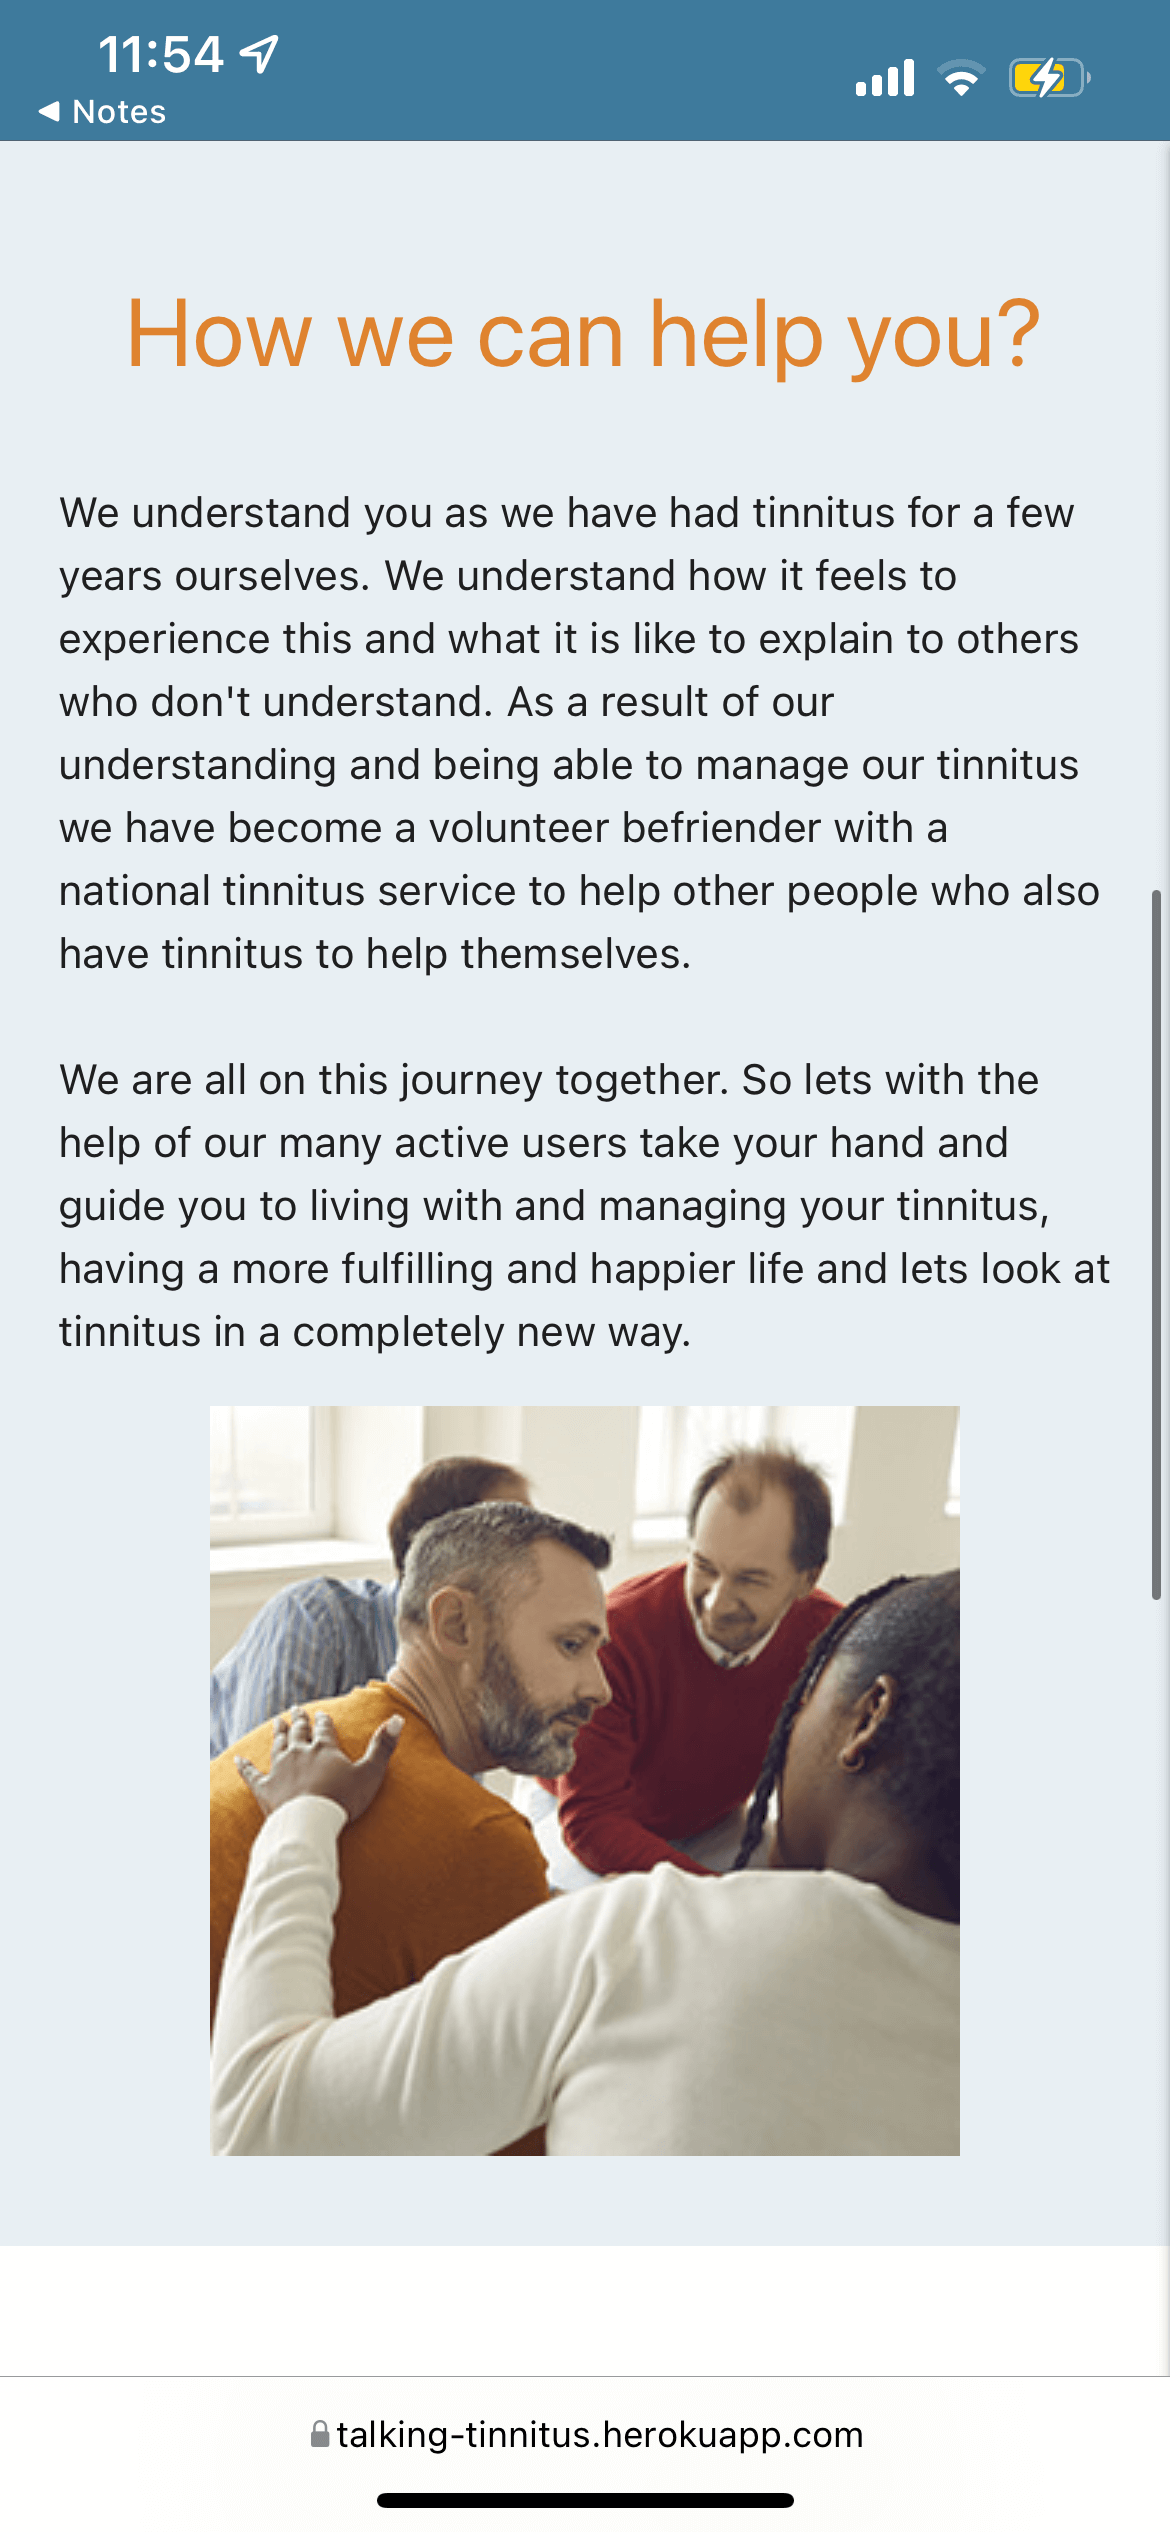 11:54
Notes
How we can help you?
We understand you as we have had tinnitus for a few
years ourselves. We understand how it feels to
experience this and what it is like to explain to others
who don't understand. As a result of our
understanding and being able to manage our tinnitus
we have become a volunteer befriender with a
national tinnitus service to help other people who also
have tinnitus to help themselves.
We are all on this journey together. So lets with the
help of our many active users take your hand and
guide you to living with and managing your tinnitus,
having a more fulfilling and happier life and lets look at
tinnitus in a completely new way.
talking-tinnitus.herokuapp.com